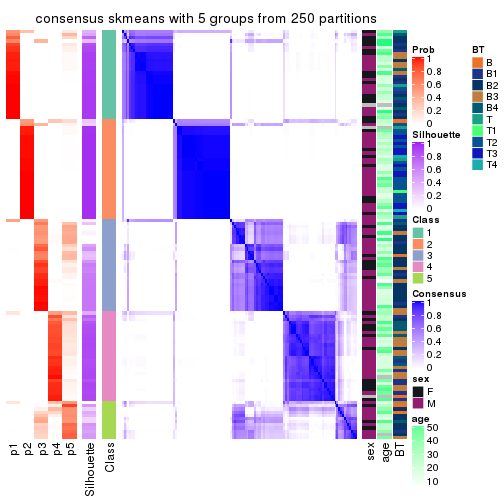 consensus skmeans with 5 groups from 250 partitions
Prob
1
0.8
0.6
0.4
0.2
0
BT
B
B1
B2
B3
B4
T
T1
T2
T3
T4
Silhouette
1
0.8
0.6
0.4
0.2
0
Class
1
2
3
4
5
Consensus
1
0.8
0.6
0.4
0.2
0
sex
F
M
age
50
40
30
20
10
p1
p2
p3
p4
p5
Silhouette
Class
sex
age
BT